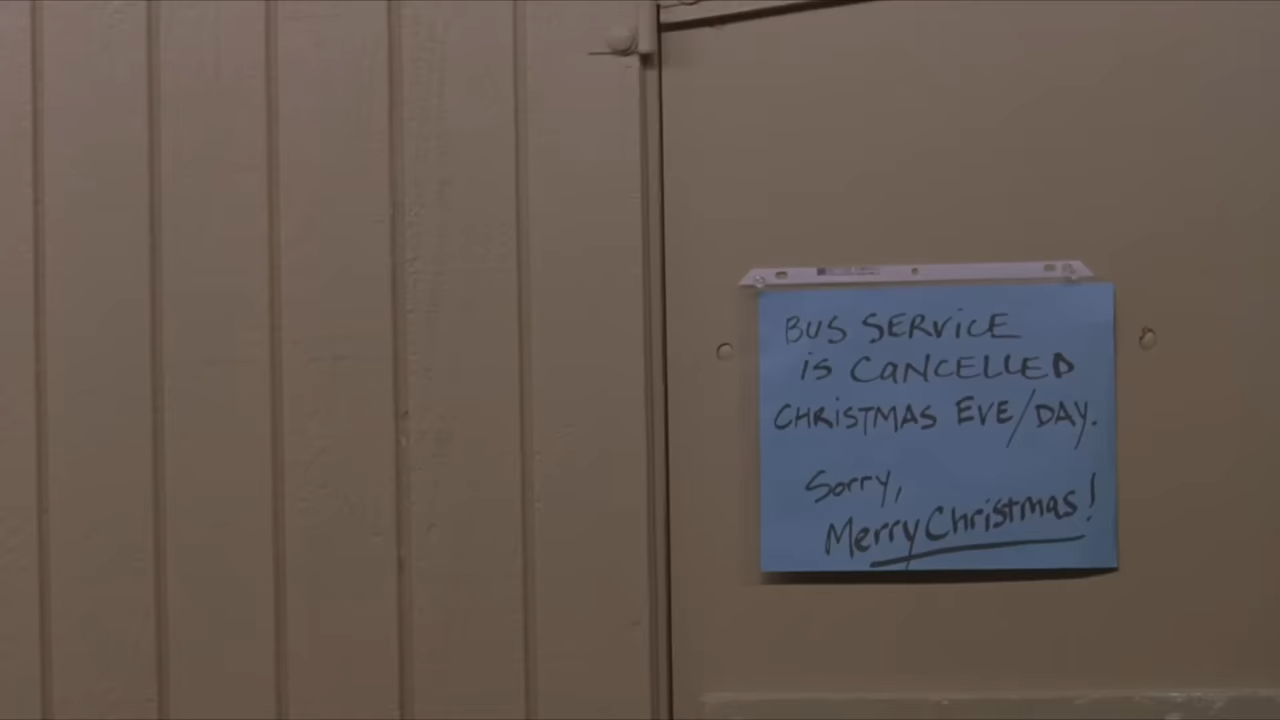 BUS SERViCE
iS CANCELLED
CHRiSTMAS EVE/DAY.
Sorry,
Merry Christmas!